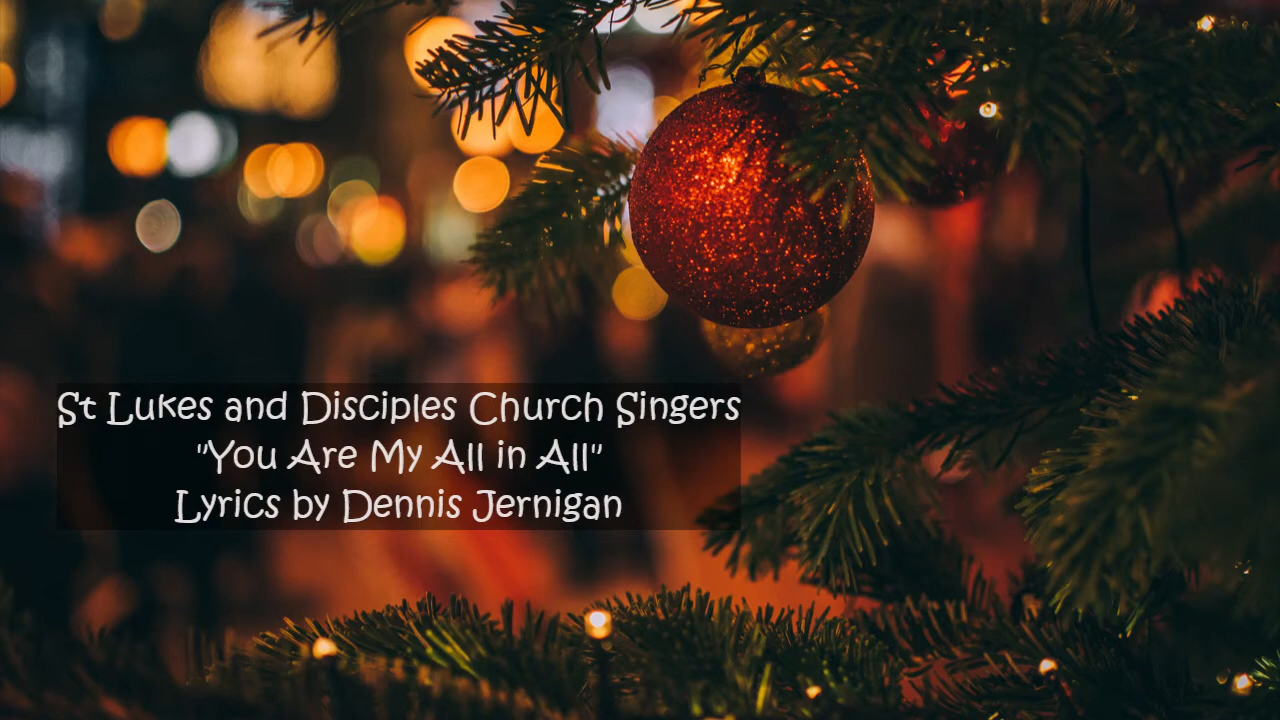 St Lukes and Disciples Church Singers
"You Are My All in All"
Lyrics by Dennis Jernigan